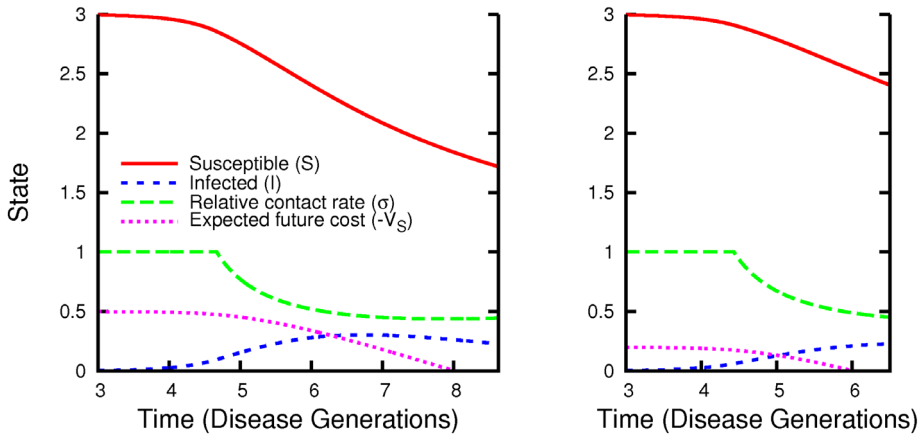 3
2.5
2
1.5
1
0.5
0
State
Susceptible (S)
Infected (I)
Relative contact rate (σ)
Expected future cost (-V_S)
3 4 5 6 7 8
Time (Disease Generations)
3
2.5
2
1.5
1
0.5
0
3 4 5 6
Time (Disease Generations)